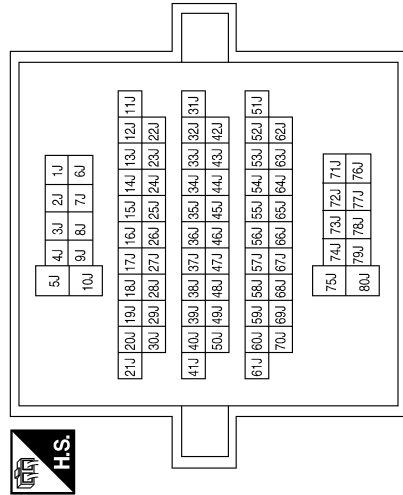 H.S.
5J 4J 3J 2J 1J
10J 9J 8J 7J 6J
21J 20J 19J 18J 17J 16J 15J 14J 13J 12J 11J
30J 29J 28J 27J 26J 25J 24J 23J 22J
41J 40J 39J 38J 37J 36J 35J 34J 33J 32J 31J
50J 49J 48J 47J 46J 45J 44J 43J 42J
61J 60J 59J 58J 57J 56J 55J 54J 53J 52J 51J
70J 69J 68J 67J 66J 65J 64J 63J 62J
75J 74J 73J 72J 71J
80J 79J 78J 77J 76J